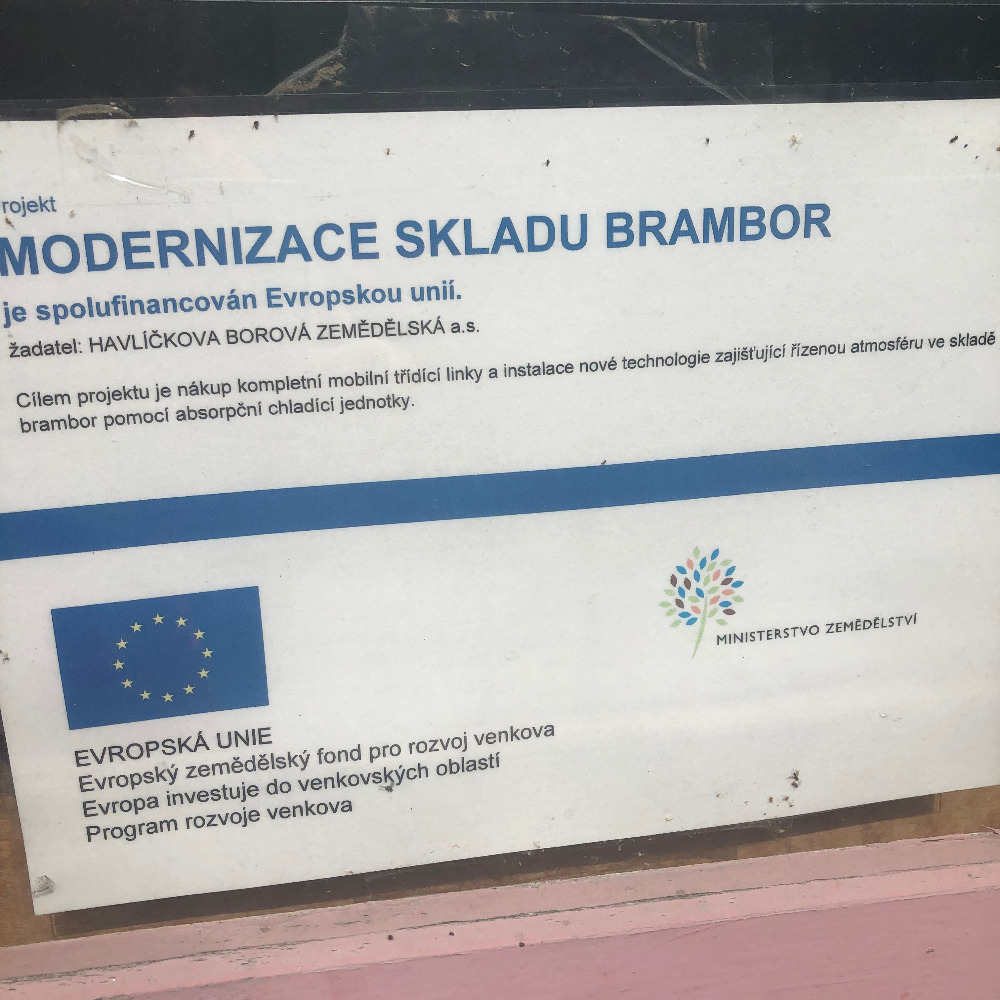 rojekt
MODERNIZACE SKLADU BRAMBOR
je spolufinancován Evropskou unií.
žadatel: HAVLÍČKOVA BOROVÁ ZEMĚDĚLSKÁ a.s.
Cílem projektu je nákup kompletní mobilní třídící linky a instalace nové technologie zajišťující řízenou atmosféru ve skladě
brambor pomocí absorpční chladící jednotky.
MINISTERSTVO ZEMĚDĚLSTVÍ
EVROPSKÁ UNIE
Evropský zemědělský fond pro rozvoj venkova
Evropa investuje do venkovských oblastí
Program rozvoje venkova